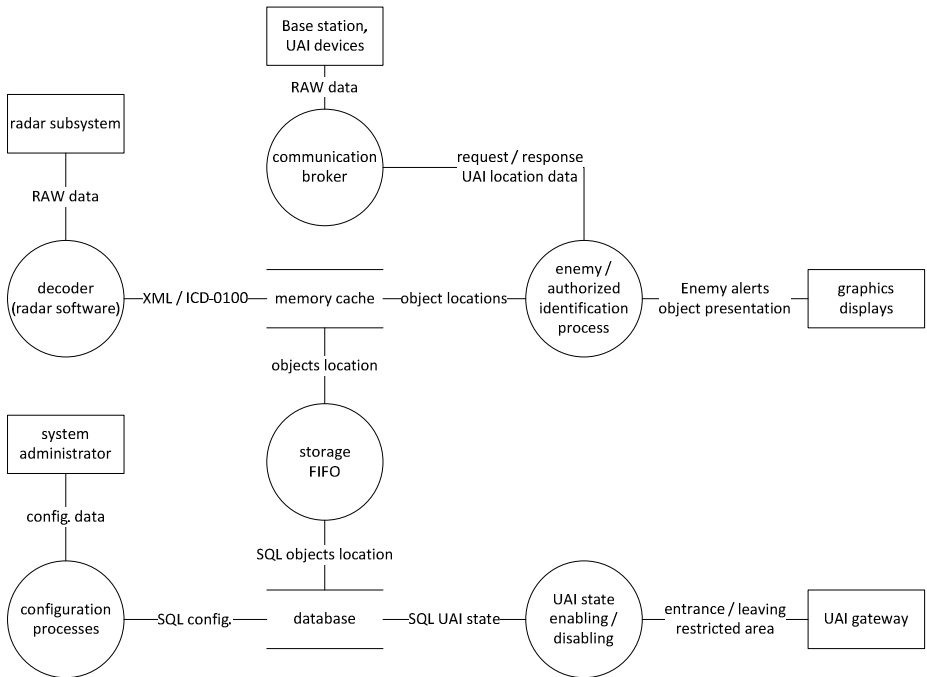 Base station,
UAI devices
RAW data
radar subsystem
communication
broker
request / response
UAI location data
RAW data
decoder
(radar software)
XML / ICD-0100
memory cache
object locations
enemy /
authorized
identification
process
Enemy alerts
object presentation
graphics
displays
objects location
system
administrator
storage
FIFO
config. data
SQL objects location
configuration
processes
SQL config.
database
SQL UAI state
UAI state
enabling /
disabling
entrance / leaving
restricted area
UAI gateway